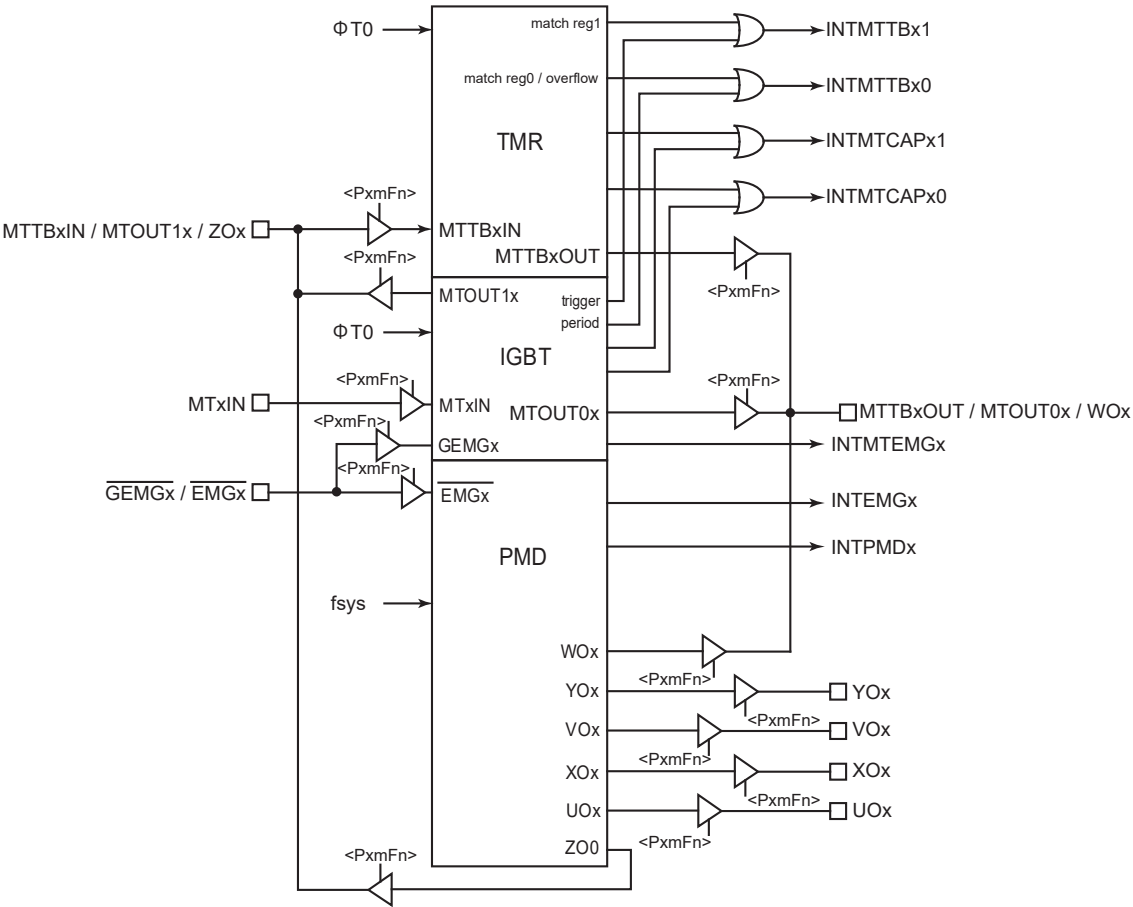 ΦT0
match reg1
INTMTTBx1
match reg0 / overflow
INTMTTBx0
TMR
INTMTCAPx1
<PxmFn>
INTMTCAPx0
MTTBxIN / MTOUT1x / ZOx
MTTBxIN
MTTBxOUT
<PxmFn>
<PxmFn>
MTOUT1x
trigger
ΦT0
period
IGBT
<PxmFn>
<PxmFn>
MTxIN
MTxIN
MTOUT0x
MTTBxOUT / MTOUT0x / WOx
<PxmFn>
GEMGx
INTMTEMGx
<PxmFn>
GEMGx / EMGx
EMGx
INTEMGx
PMD
INTPMDx
fsys
WOx
<PxmFn>
YOx
YOx
<PxmFn>
VOx
VOx
<PxmFn>
XOx
XOx
<PxmFn>
UOx
UOx
<PxmFn>
ZO0
<PxmFn>